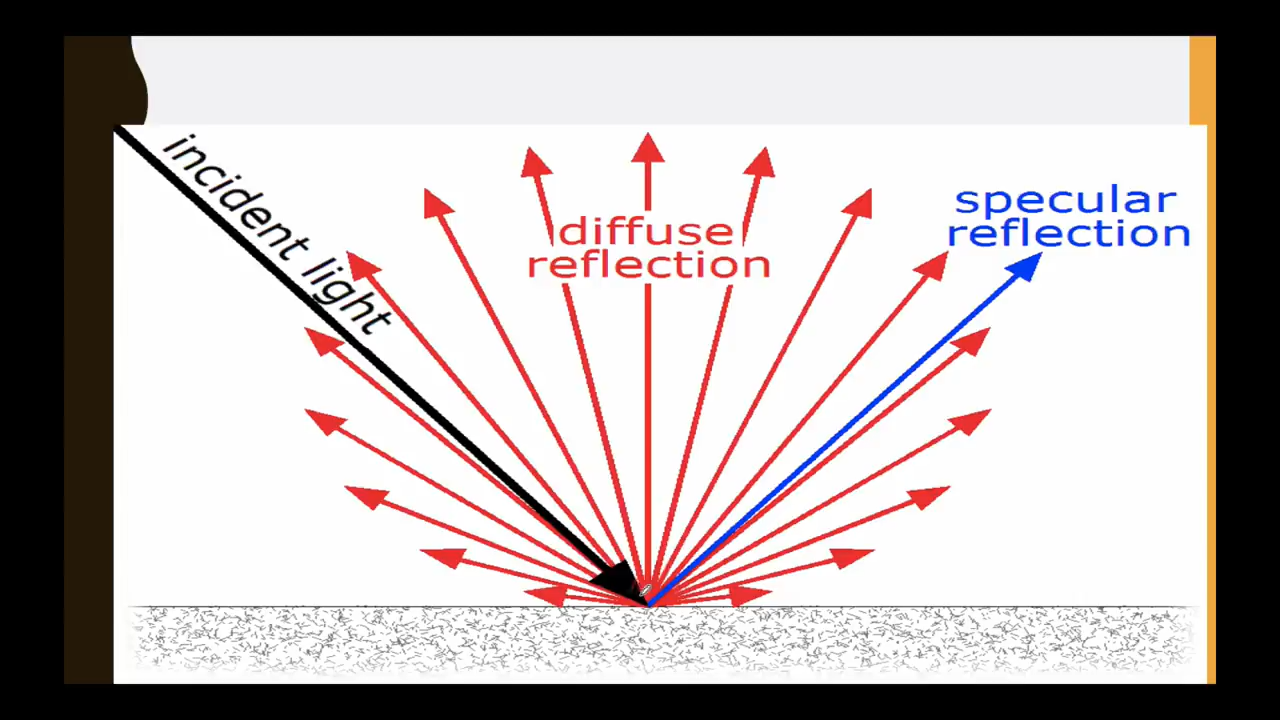 incident light
diffuse
reflection
specular
reflection